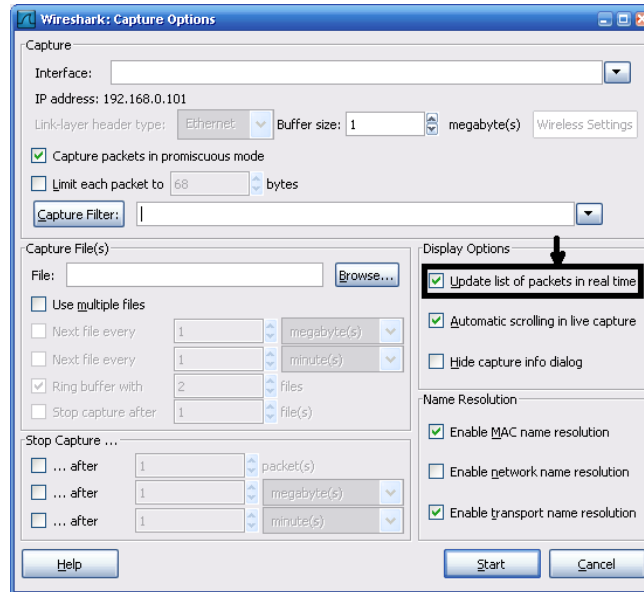 Wireshark: Capture Options
Capture
Interface:
IP address: 192.168.0.101
Link-layer header type: Ethernet Buffer size: 1 megabyte(s) Wireless Settings
Capture packets in promiscuous mode
Limit each packet to 68 bytes
Capture Filter:
Capture File(s)
File: Browse...
Use multiple files
Next file every 1 megabyte(s)
Next file every 1 minute(s)
Ring buffer with 2 files
Stop capture after 1 file(s)
Stop Capture ...
... after 1 packet(s)
... after 1 megabyte(s)
... after 1 minute(s)
Display Options
Update list of packets in real time
Automatic scrolling in live capture
Hide capture info dialog
Name Resolution
Enable MAC name resolution
Enable network name resolution
Enable transport name resolution
Help Start Cancel